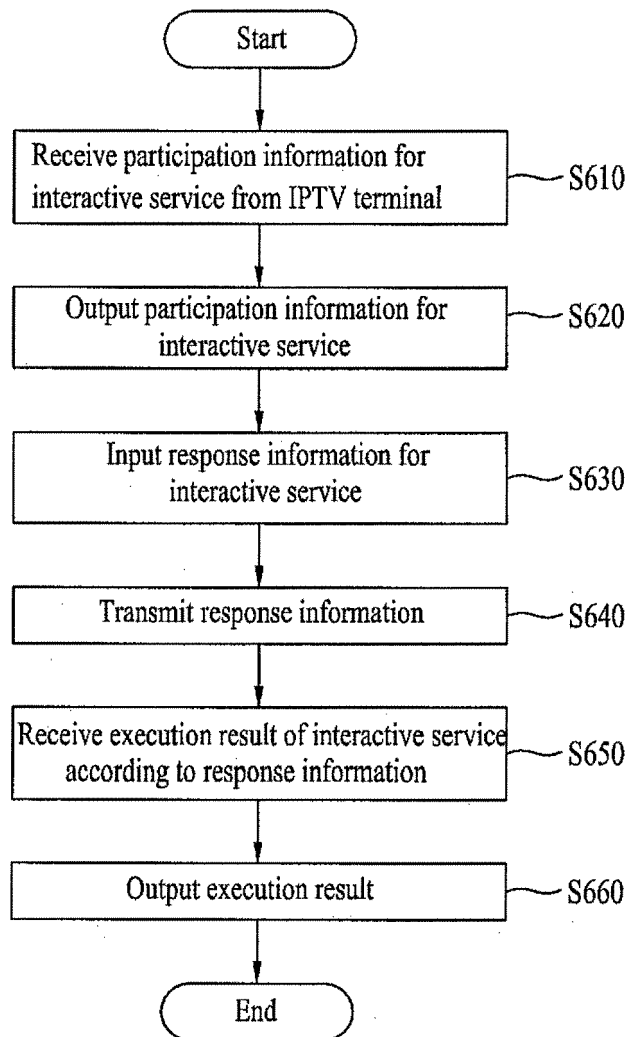 Start
Receive participation information for
interactive service from IPTV terminal
S610
Output participation information for
interactive service
S620
Input response information for
interactive service
S630
Transmit response information
S640
Receive execution result of interactive service
according to response information
S650
Output execution result
S660
End